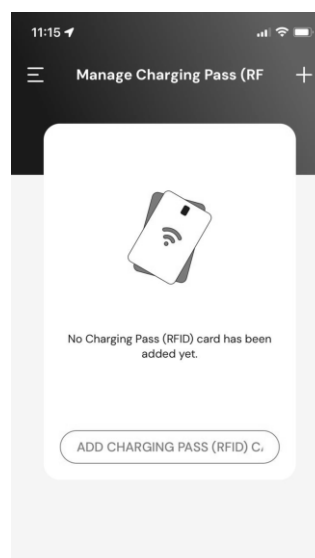 11:15
Manage Charging Pass (RF
No Charging Pass (RFID) card has been
added yet.
ADD CHARGING PASS (RFID) C